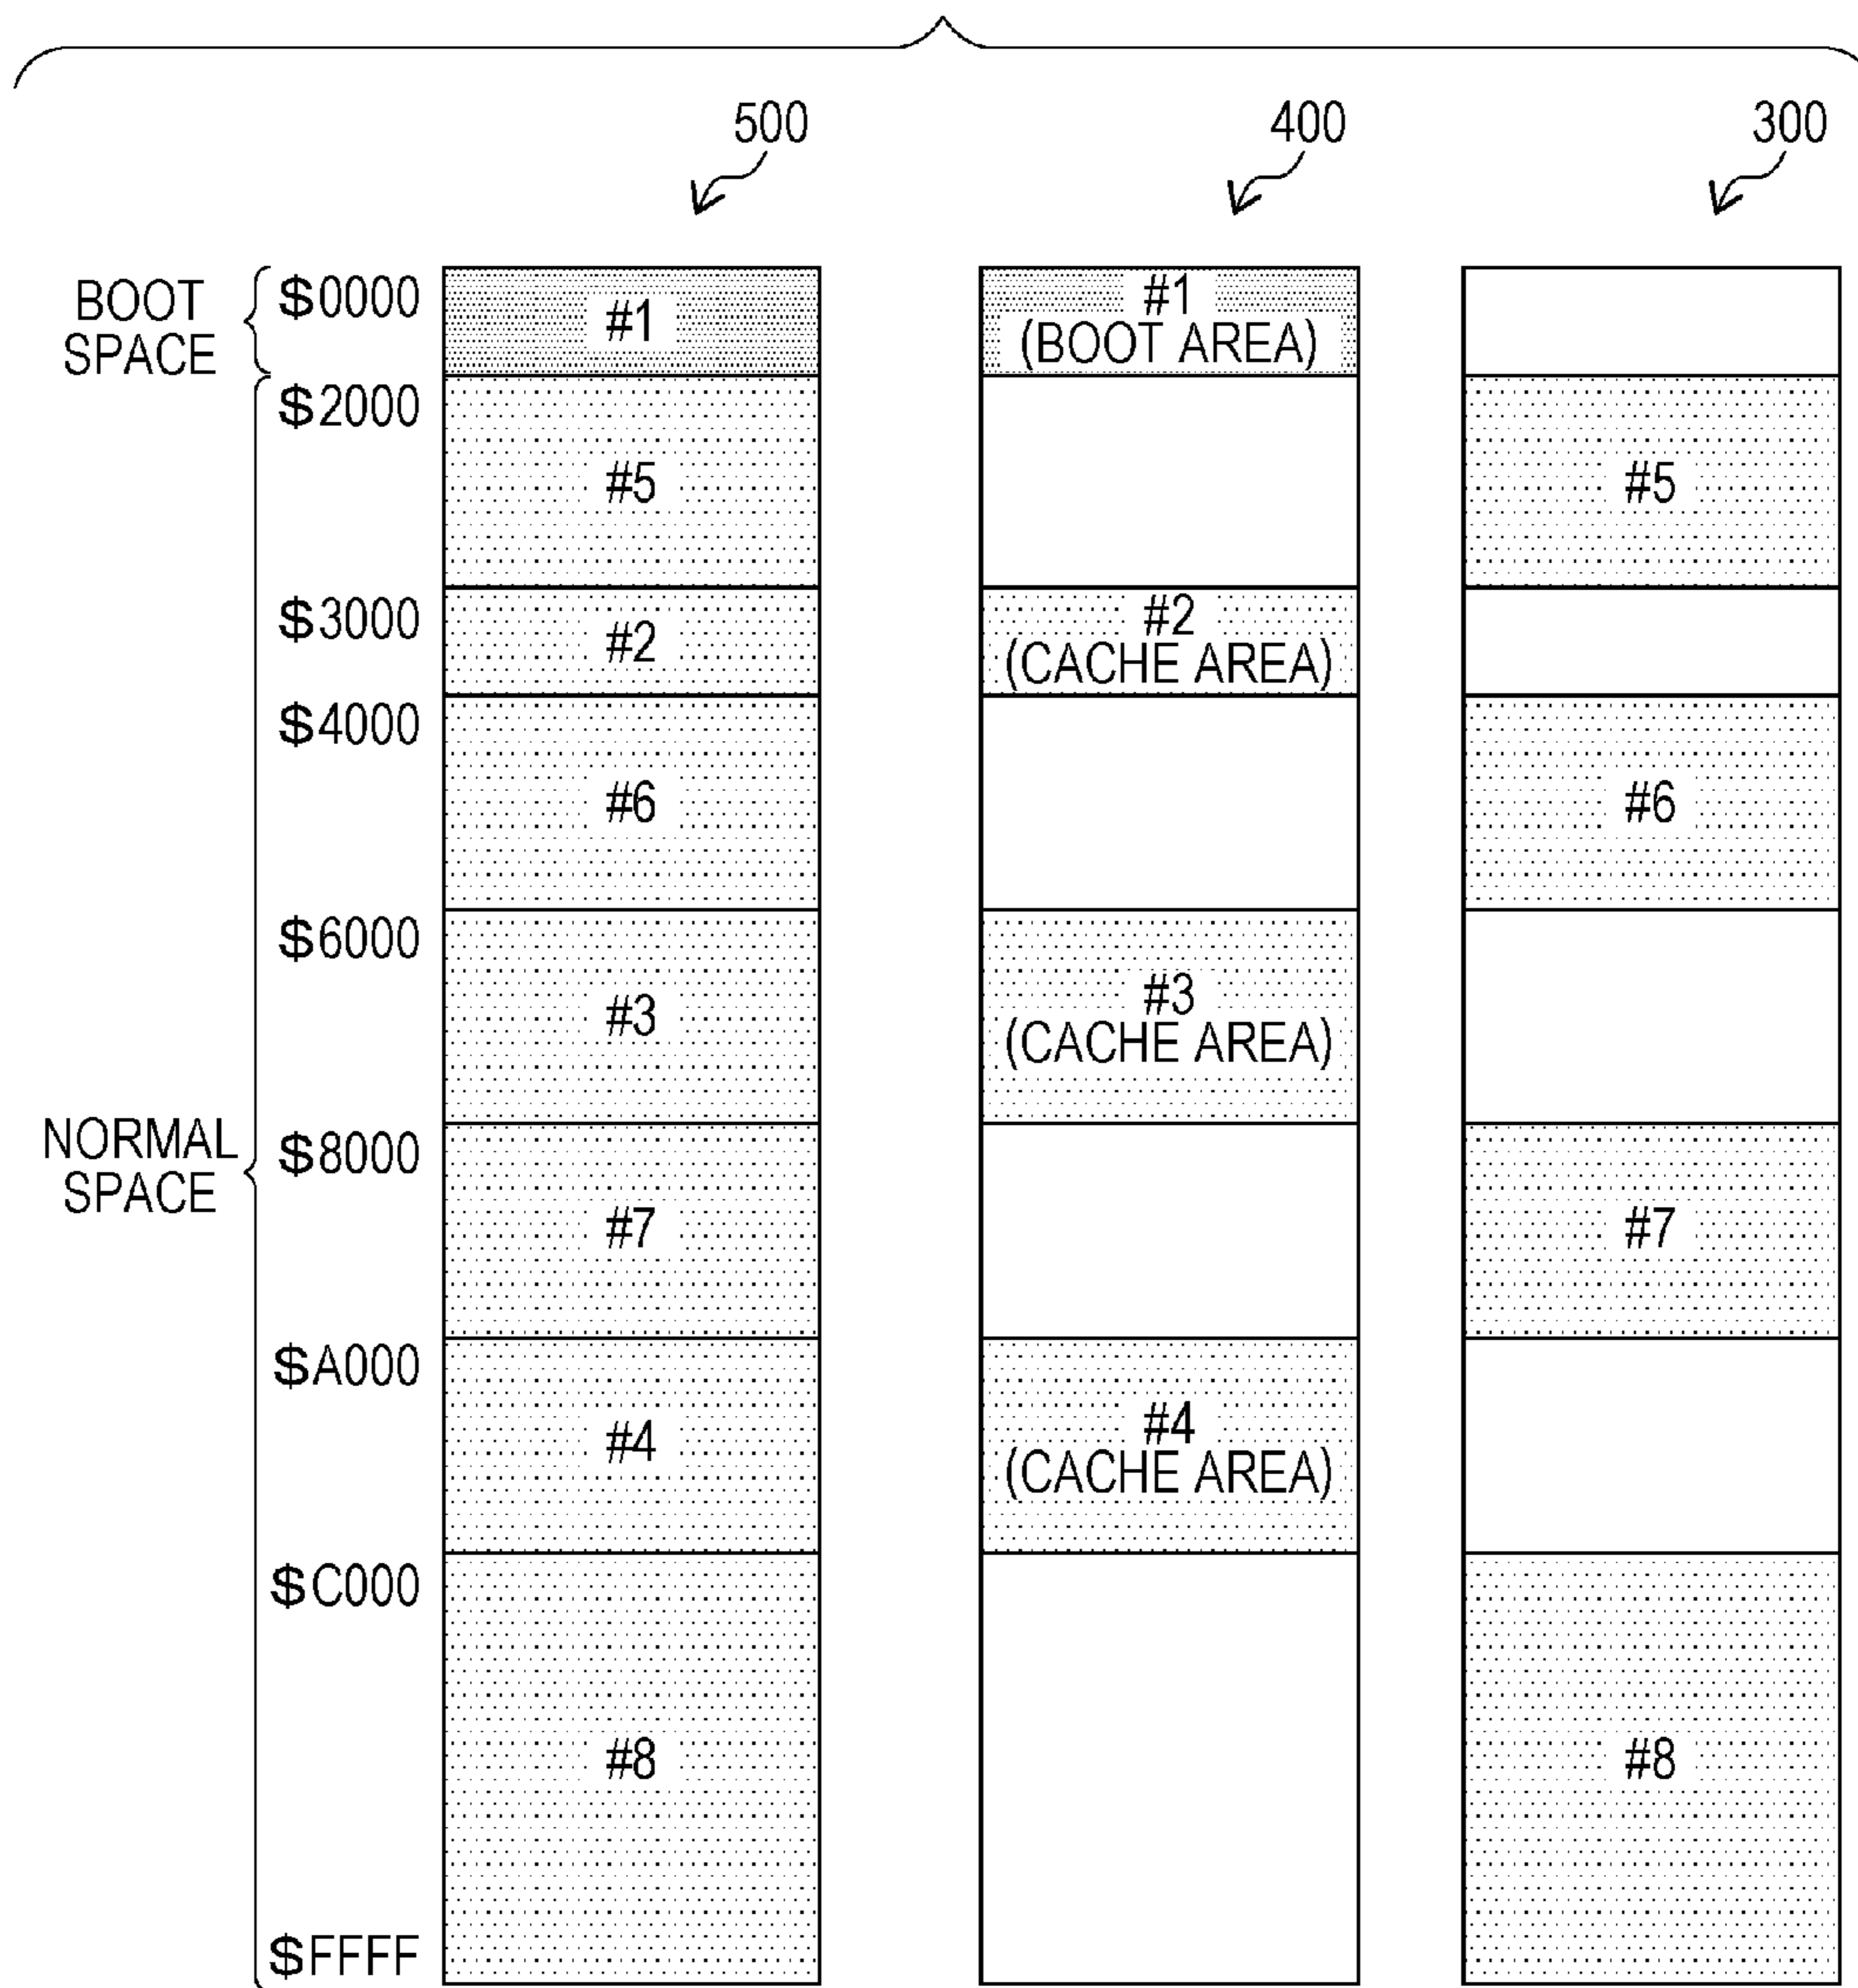 500
400
300
BOOT
SPACE
$0000
#1
#1
(BOOT AREA)
$2000
#5
#5
$3000
#2
#2
(CACHE AREA)
$4000
#6
#6
$6000
#3
#3
(CACHE AREA)
NORMAL
SPACE
$8000
#7
#7
$A000
#4
#4
(CACHE AREA)
$C000
#8
#8
$FFFF